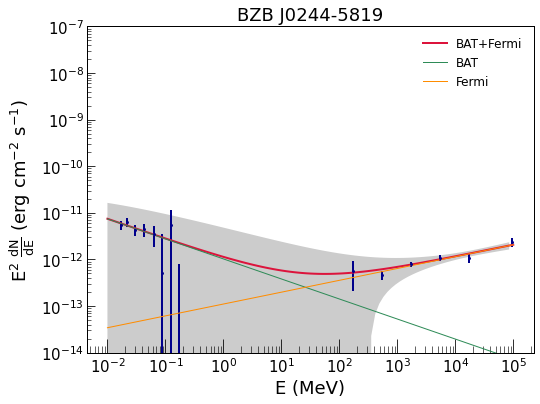 BZB J0244-5819
BAT+Fermi
BAT
Fermi
E² dN/dE (erg cm⁻² s⁻¹)
10⁻⁷
10⁻⁸
10⁻⁹
10⁻¹⁰
10⁻¹¹
10⁻¹²
10⁻¹³
10⁻¹⁴
10⁻² 10⁻¹ 10⁰ 10¹ 10² 10³ 10⁴ 10⁵
E (MeV)